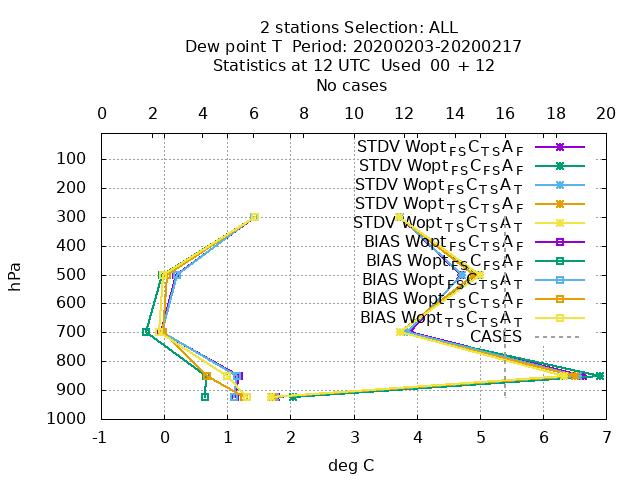 2 stations Selection: ALL
Dew point T  Period: 20200203-20200217
Statistics at 12 UTC  Used  00 + 12
No cases
0 2 4 6 8 10 12 14 16 18 20
STDV Wopt_FS C_TS A_F
STDV Wopt_FS C_FS A_F
STDV Wopt_FS C_TS A_T
STDV Wopt_TS C_TS A_F
STDV Wopt_TS C_TS A_T
BIAS Wopt_FS C_TS A_F
BIAS Wopt_FS C_FS A_F
BIAS Wopt_FS C_TS A_T
BIAS Wopt_TS C_TS A_F
BIAS Wopt_TS C_TS A_T
CASES
hPa
100
200
300
400
500
600
700
800
900
1000
-1 0 1 2 3 4 5 6 7
deg C